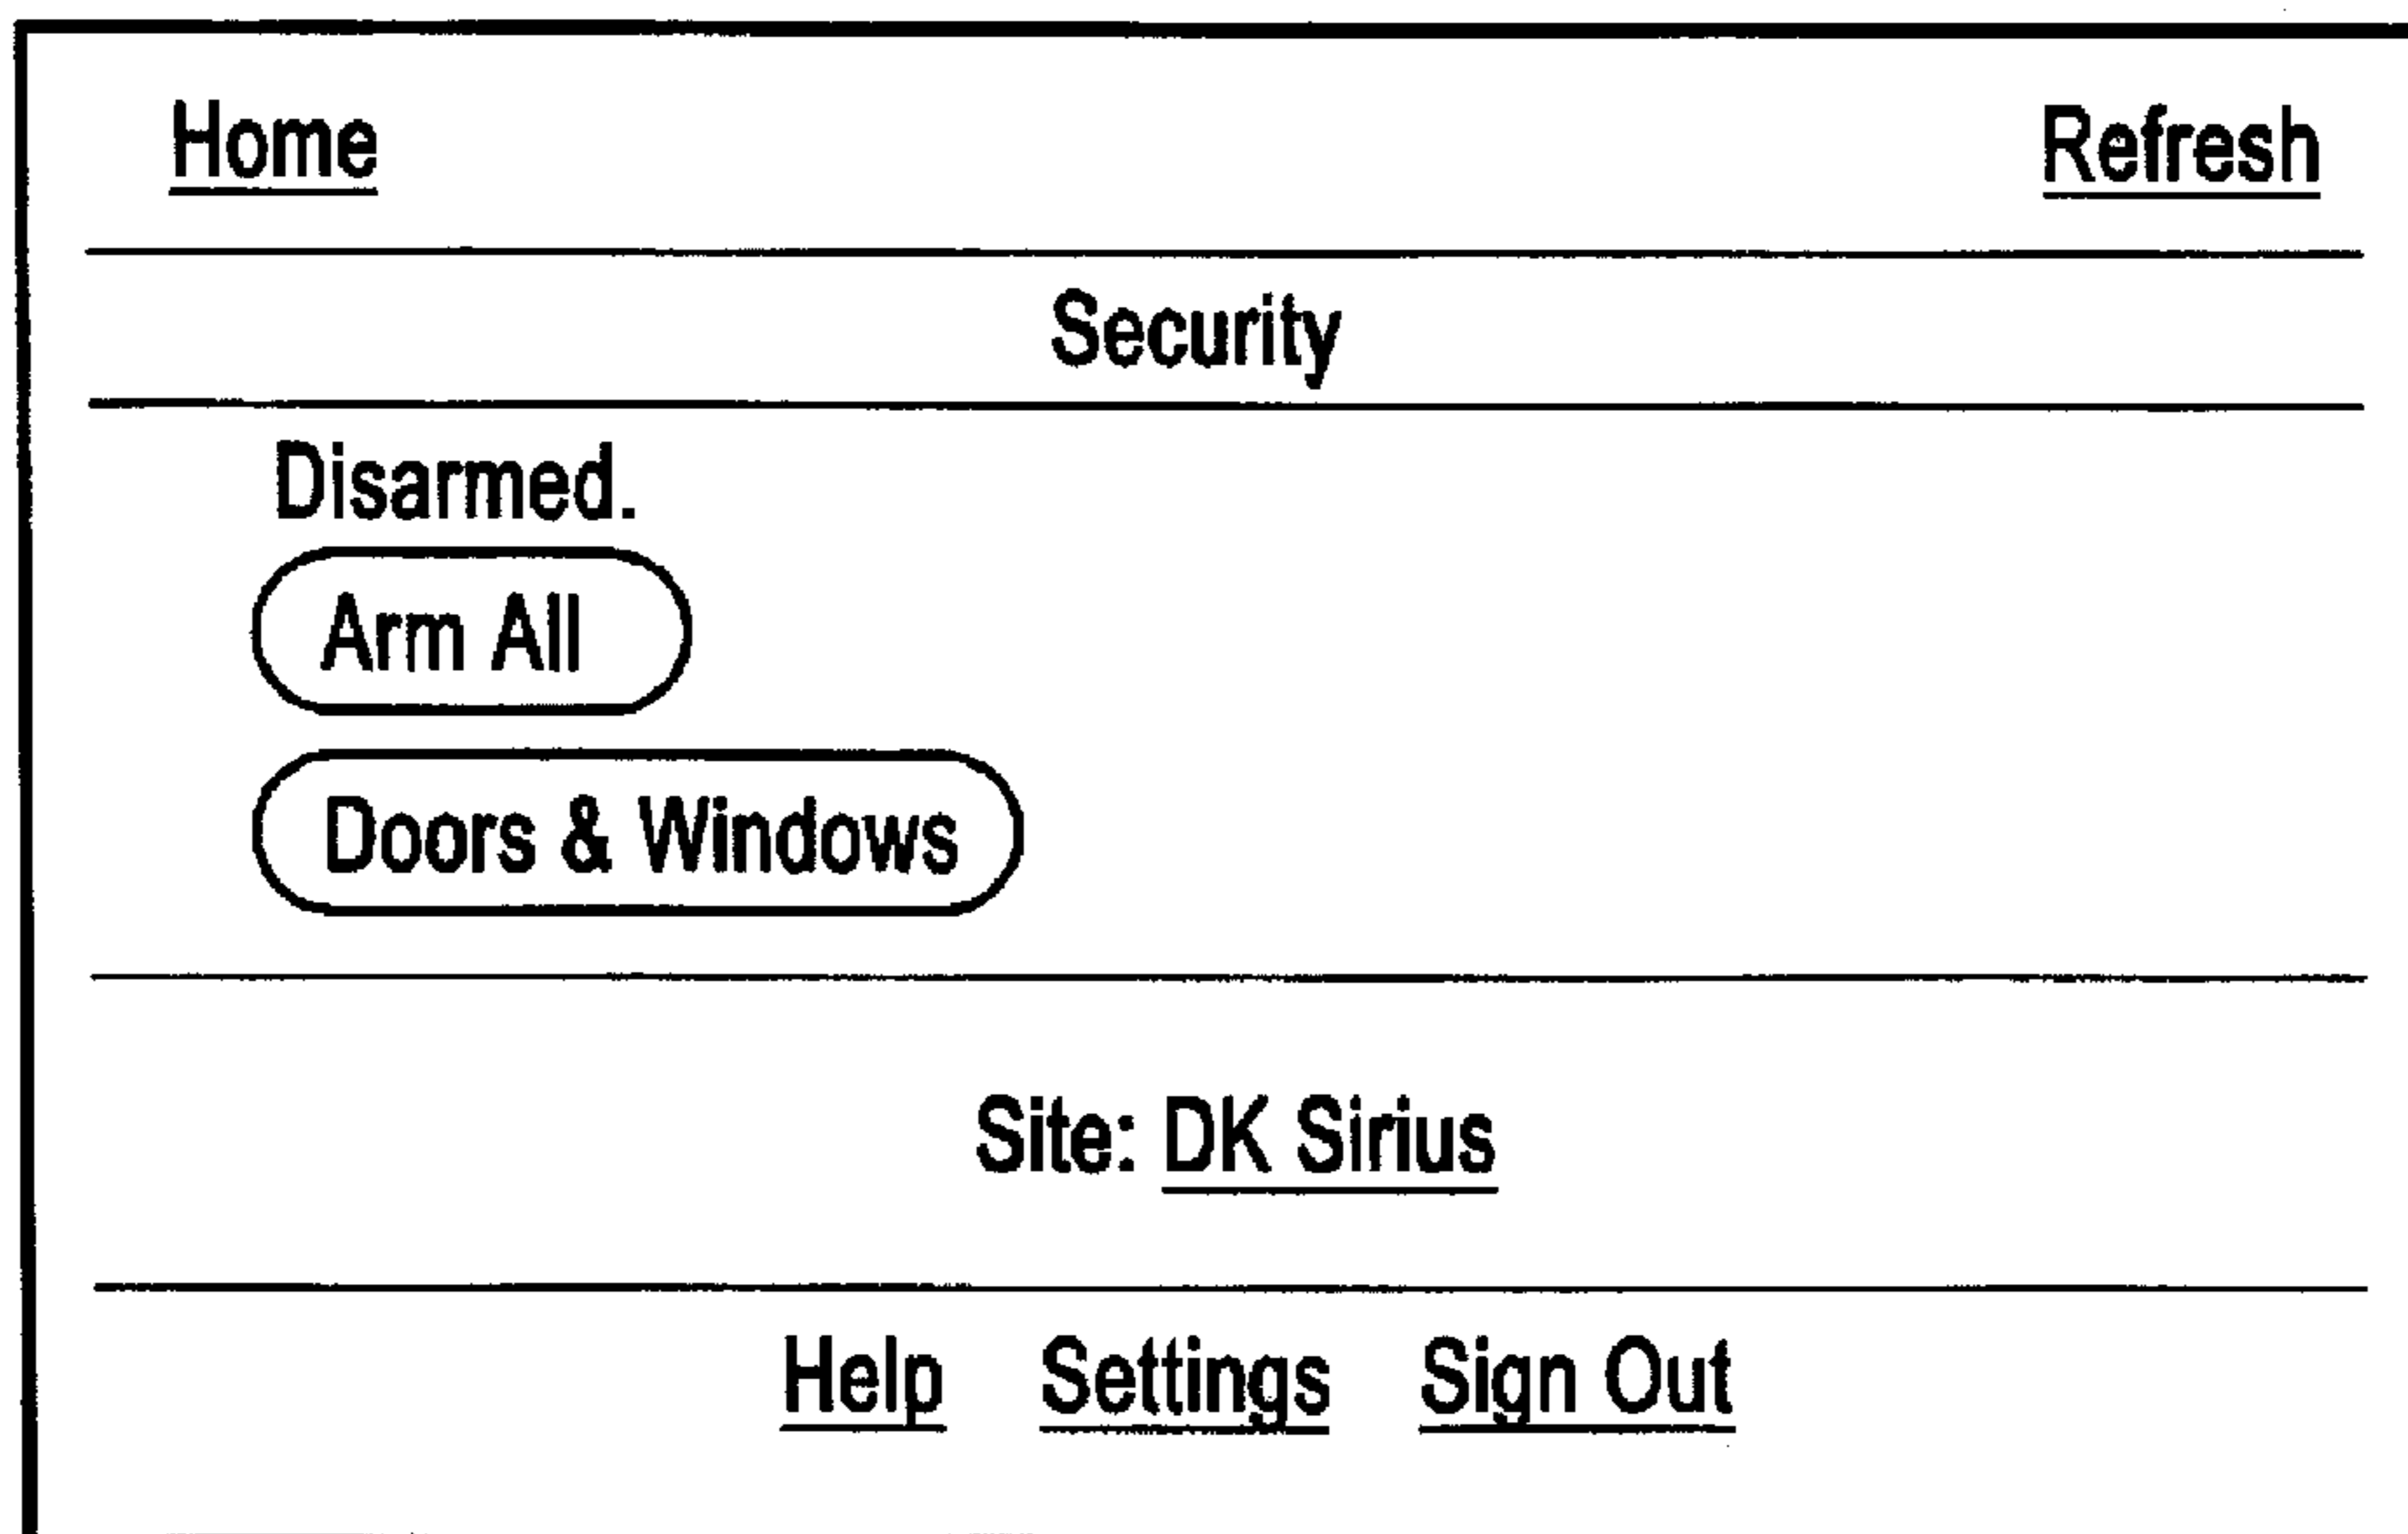 Home Refresh
Security
Disarmed.
Arm All
Doors & Windows
Site: DK Sirius
Help Settings Sign Out